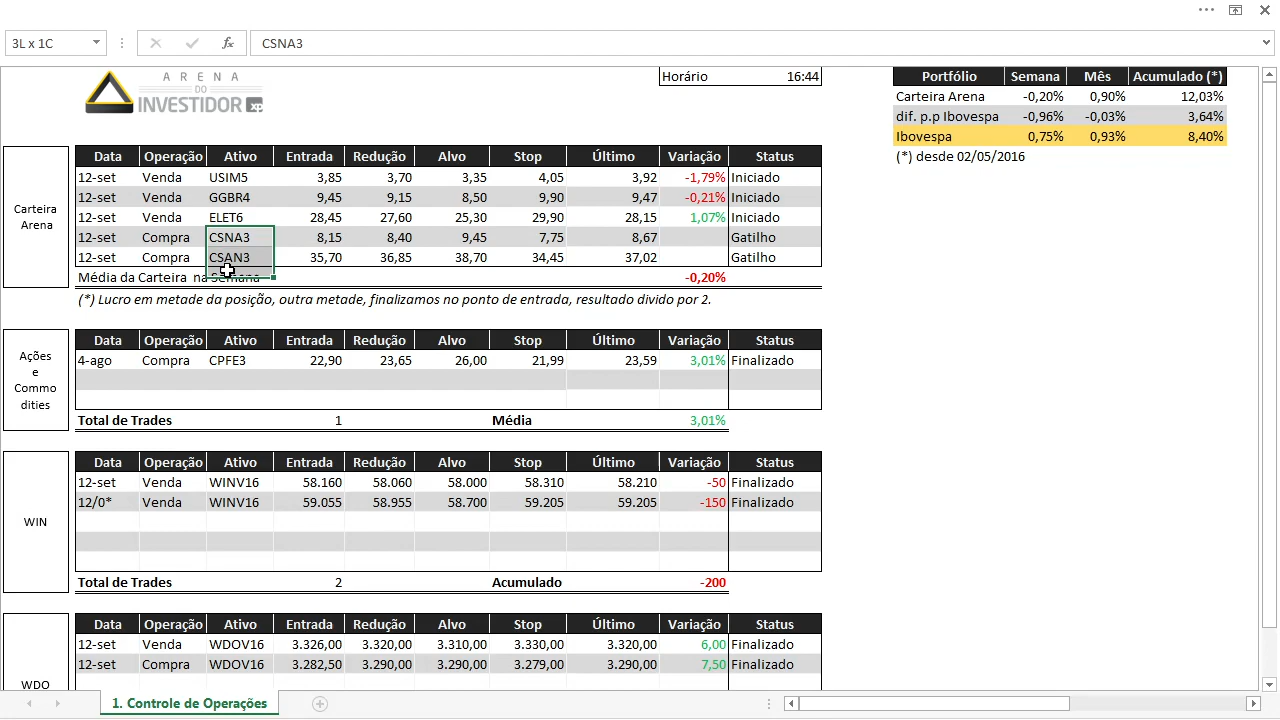 3L x 1C fx CSNA3
ARENA
DO
INVESTIDOR xp
Horário 16:44
Portfólio Semana Mês Acumulado (*)
Carteira Arena -0,20% 0,90% 12,03%
dif. p.p Ibovespa -0,96% -0,03% 3,64%
Ibovespa 0,75% 0,93% 8,40%
(*) desde 02/05/2016
Carteira
Arena
Data Operação Ativo Entrada Redução Alvo Stop Último Variação Status
12-set Venda USIM5 3,85 3,70 3,35 4,05 3,92 -1,79% Iniciado
12-set Venda GGBR4 9,45 9,15 8,50 9,90 9,47 -0,21% Iniciado
12-set Venda ELET6 28,45 27,60 25,30 29,90 28,15 1,07% Iniciado
12-set Compra CSNA3 8,15 8,40 9,45 7,75 8,67 Gatilho
12-set Compra CSAN3 35,70 36,85 38,70 34,45 37,02 Gatilho
Média da Carteira na Semana -0,20%
(*) Lucro em metade da posição, outra metade, finalizamos no ponto de entrada, resultado divido por 2.
Ações
e
Commo
dities
Data Operação Ativo Entrada Redução Alvo Stop Último Variação Status
4-ago Compra CPFE3 22,90 23,65 26,00 21,99 23,59 3,01% Finalizado
Total de Trades 1 Média 3,01%
WIN
Data Operação Ativo Entrada Redução Alvo Stop Último Variação Status
12-set Venda WINV16 58.160 58.060 58.000 58.310 58.210 -50 Finalizado
12/0* Venda WINV16 59.055 58.955 58.700 59.205 59.205 -150 Finalizado
Total de Trades 2 Acumulado -200
WDO
Data Operação Ativo Entrada Redução Alvo Stop Último Variação Status
12-set Venda WDOV16 3.326,00 3.320,00 3.310,00 3.330,00 3.320,00 6,00 Finalizado
12-set Compra WDOV16 3.282,50 3.290,00 3.290,00 3.279,00 3.290,00 7,50 Finalizado
1. Controle de Operações